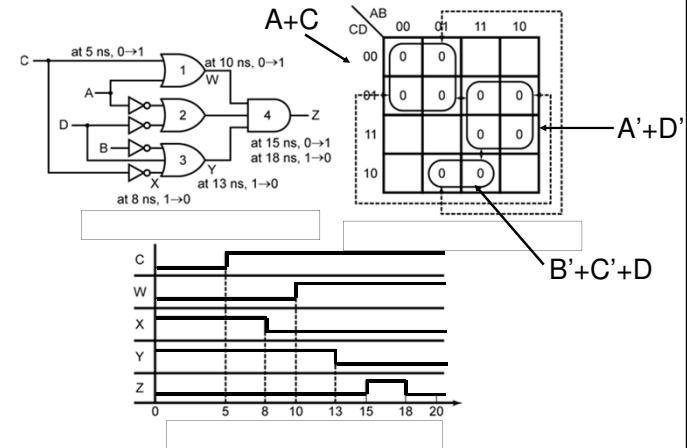 A+C
AB
CD
00 01 11 10
00 0 0
01 0 0 0 0
11 0 0
10 0 0
A'+D'
B'+C'+D
C
at 5 ns, 0→1
1
at 10 ns, 0→1
W
A
2
4
Z
D
B
3
at 15 ns, 0→1
at 18 ns, 1→0
X
Y
at 13 ns, 1→0
at 8 ns, 1→0
C
W
X
Y
Z
0 5 8 10 13 15 18 20